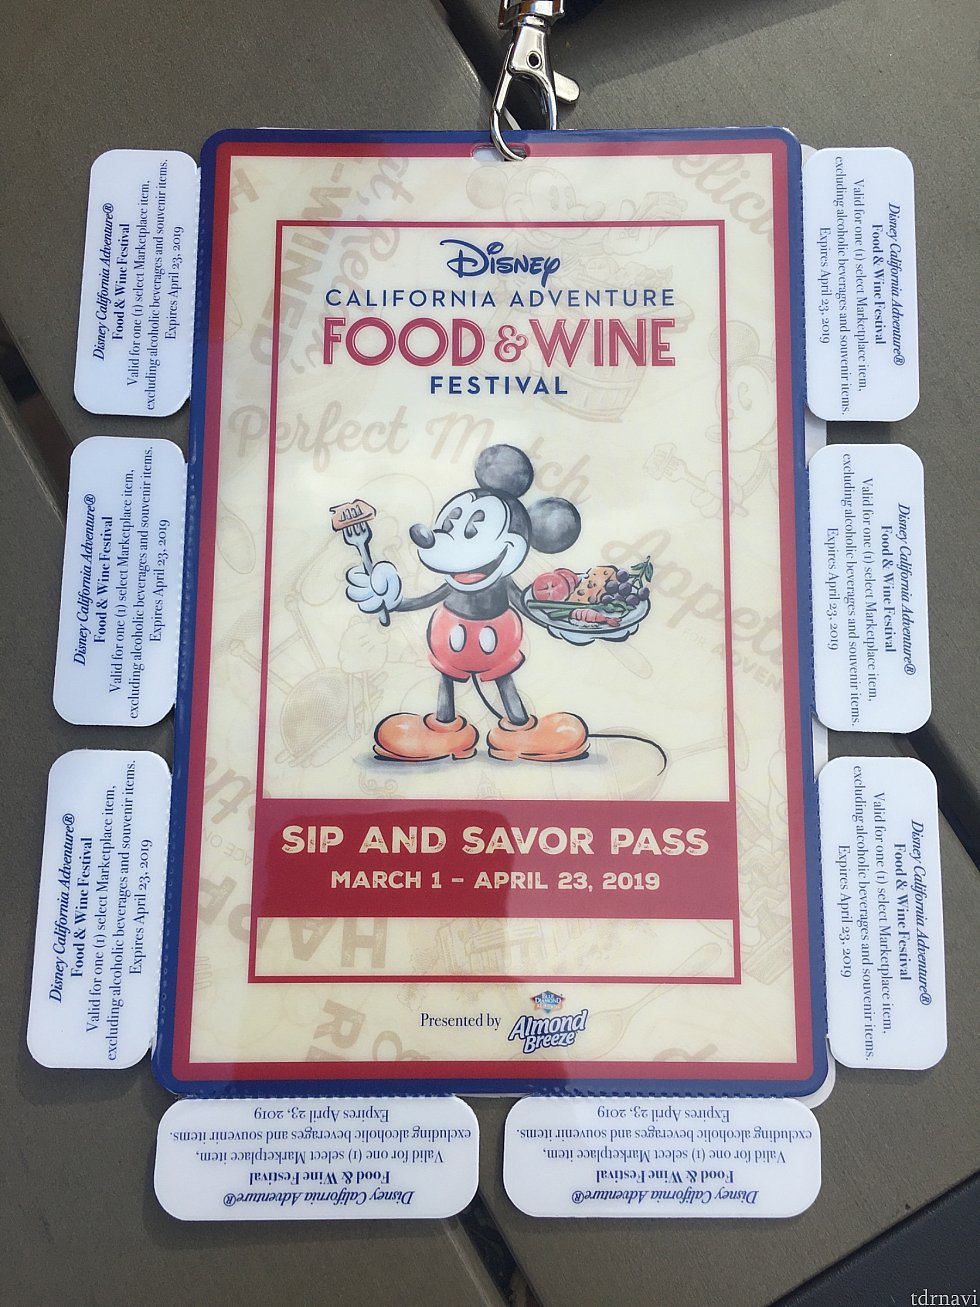 Disney
CALIFORNIA ADVENTURE
FOOD & WINE
FESTIVAL
Perfect Match
SIP AND SAVOR PASS
MARCH 1 – APRIL 23, 2019
Presented by
BLUE DIAMOND
Almond
Breeze
Disney California Adventure®
Food & Wine Festival
Valid for one (1) select Marketplace item,
excluding alcoholic beverages and souvenir items.
Expires April 23, 2019
Disney California Adventure®
Food & Wine Festival
Valid for one (1) select Marketplace item,
excluding alcoholic beverages and souvenir items.
Expires April 23, 2019
Disney California Adventure®
Food & Wine Festival
Valid for one (1) select Marketplace item,
excluding alcoholic beverages and souvenir items.
Expires April 23, 2019
Disney California Adventure®
Food & Wine Festival
Valid for one (1) select Marketplace item,
excluding alcoholic beverages and souvenir items.
Expires April 23, 2019
Disney California Adventure®
Food & Wine Festival
Valid for one (1) select Marketplace item,
excluding alcoholic beverages and souvenir items.
Expires April 23, 2019
Disney California Adventure®
Food & Wine Festival
Valid for one (1) select Marketplace item,
excluding alcoholic beverages and souvenir items.
Expires April 23, 2019
Disney California Adventure®
Food & Wine Festival
Valid for one (1) select Marketplace item,
excluding alcoholic beverages and souvenir items.
Expires April 23, 2019
Disney California Adventure®
Food & Wine Festival
Valid for one (1) select Marketplace item,
excluding alcoholic beverages and souvenir items.
Expires April 23, 2019
tdrnavi